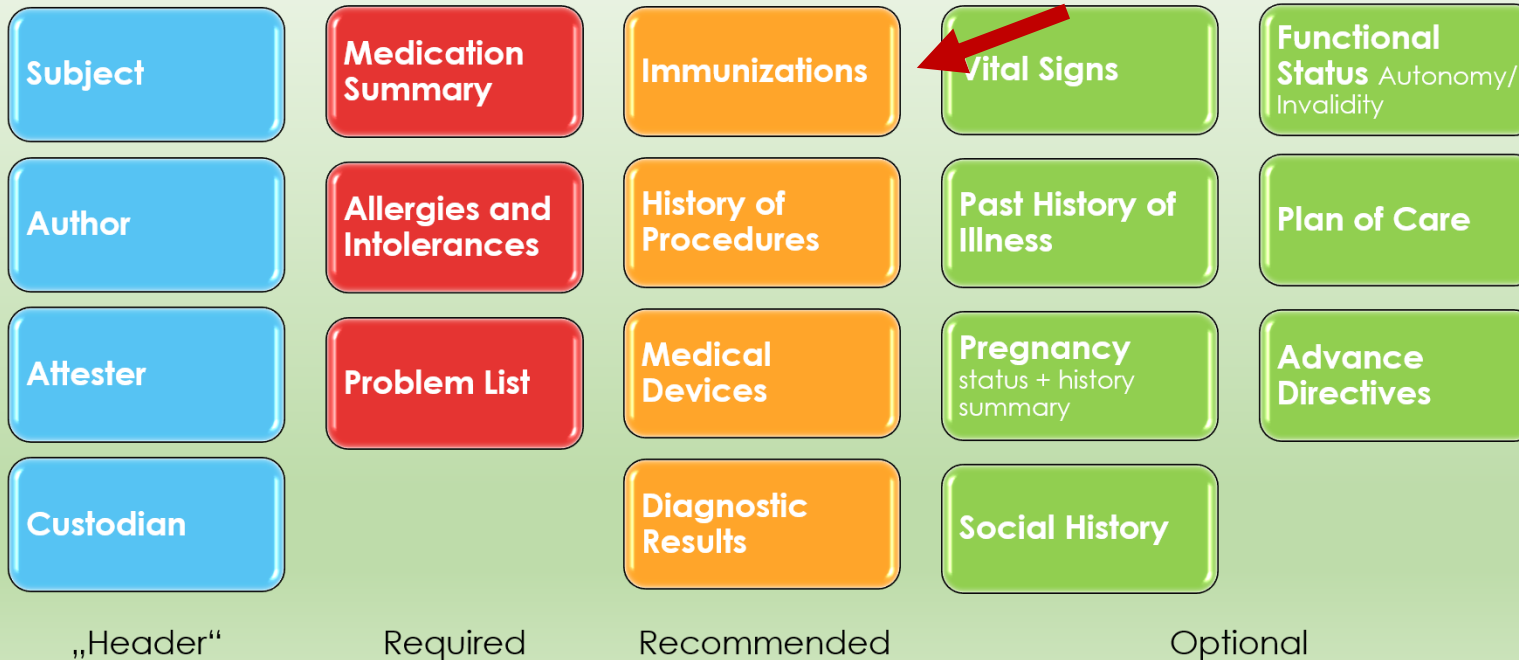 Subject
Author
Attester
Custodian
„Header“
Medication
Summary
Allergies and
Intolerances
Problem List
Required
Immunizations
History of
Procedures
Medical
Devices
Diagnostic
Results
Recommended
Vital Signs
Past History of
Illness
Pregnancy
status + history
summary
Social History
Functional
Status Autonomy/
Invalidity
Plan of Care
Advance
Directives
Optional